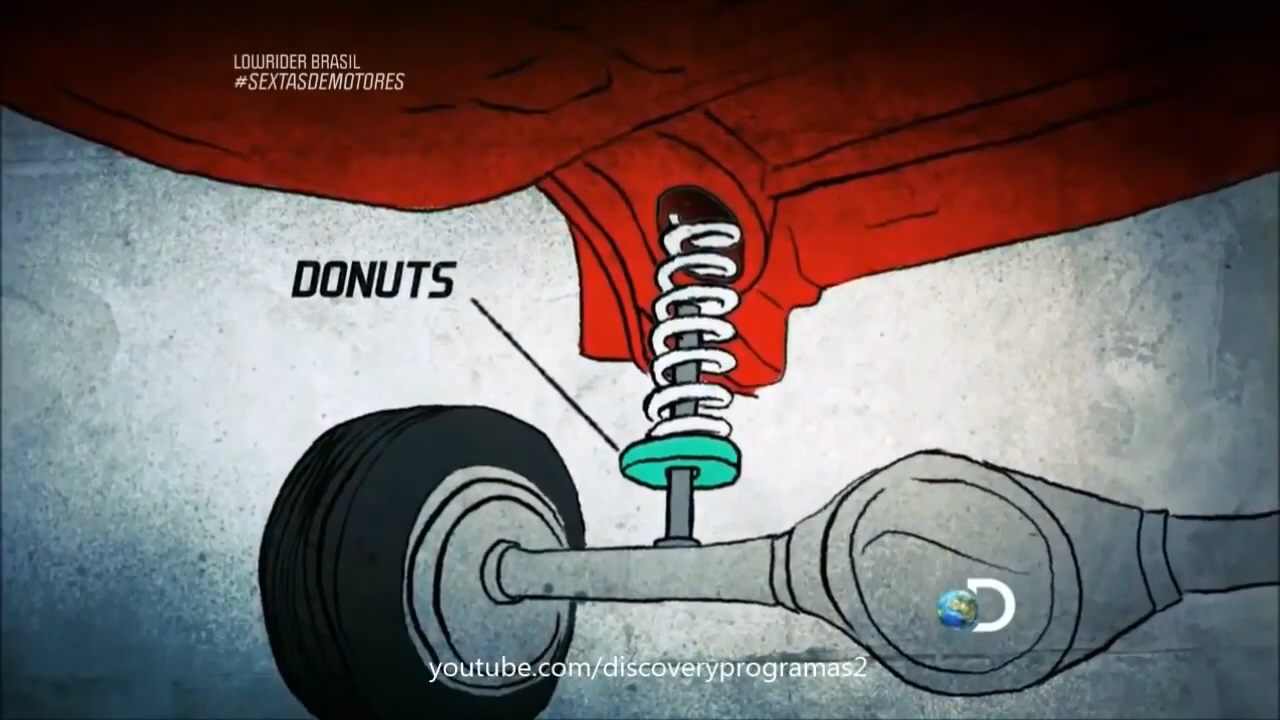 LOWRIDER BRASIL
#SEXTASDEMOTORES
DONUTS
D
youtube.com/discoveryprogramas2